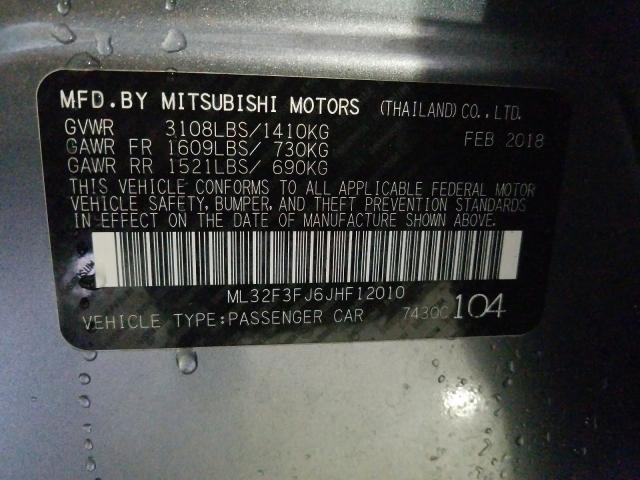 MFD. BY MITSUBISHI MOTORS (THAILAND) CO., LTD.
GVWR 3108LBS/1410KG FEB 2018
GAWR FR 1609LBS/ 730KG
GAWR RR 1521LBS/ 690KG
THIS VEHICLE CONFORMS TO ALL APPLICABLE FEDERAL MOTOR
VEHICLE SAFETY, BUMPER, AND THEFT PREVENTION STANDARDS
IN EFFECT ON THE DATE OF MANUFACTURE SHOWN ABOVE.
ML32F3FJ6JHF12010
VEHICLE TYPE:PASSENGER CAR 7430C 104